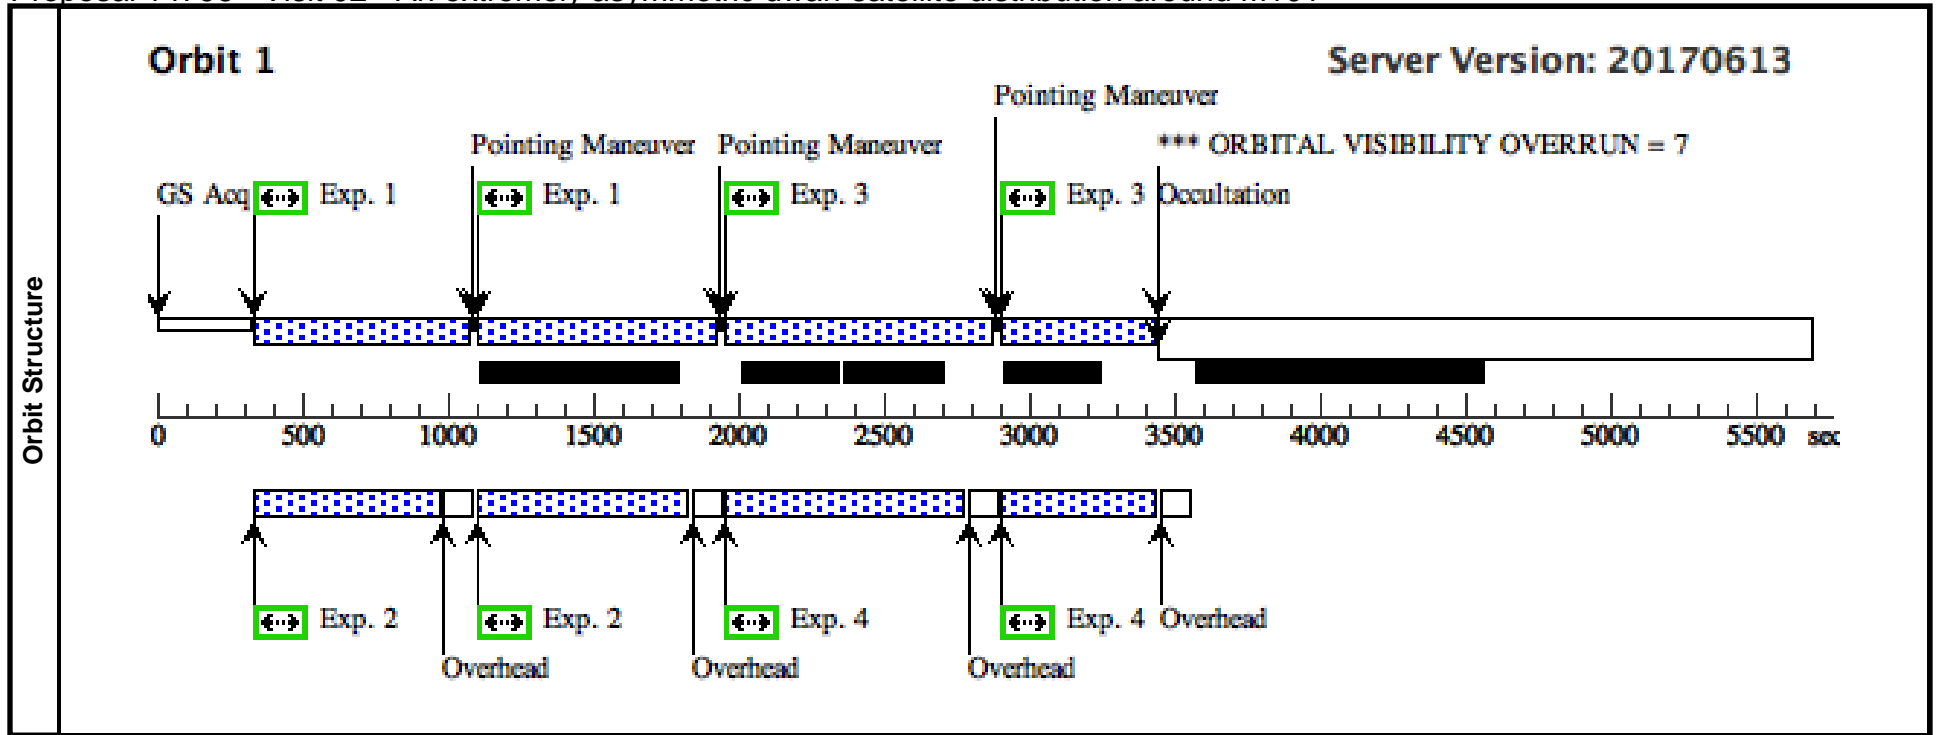 Orbit 1
Server Version: 20170613
Pointing Maneuver
Pointing Maneuver Pointing Maneuver *** ORBITAL VISIBILITY OVERRUN = 7
GS Acq Exp. 1 Exp. 1 Exp. 3 Exp. 3 Occultation
Orbit Structure
0 500 1000 1500 2000 2500 3000 3500 4000 4500 5000 5500 sec
Exp. 2 Exp. 2 Exp. 4 Exp. 4 Overhead
Overhead Overhead Overhead